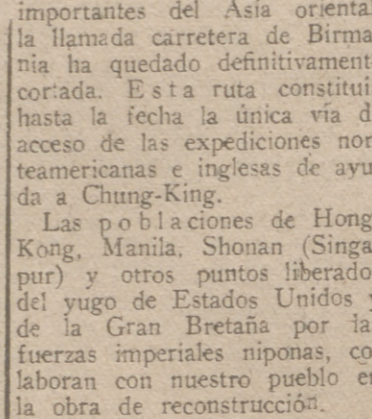 importantes del Asia orienta
la llamada carretera de Birma
nia ha quedado definitivament
cortada. Esta ruta constituí
hasta la fecha la única vía d
acceso de las expediciones nor
teamericanas e inglesas de ayu
da a Chung-King.
Las poblaciones de Hong
Kong, Manila, Shonan (Singa
pur) y otros puntos liberado
del yugo de Estados Unidos y
de la Gran Bretaña por la
fuerzas imperiales niponas, co
laboran con nuestro pueblo en
la obra de reconstrucción.